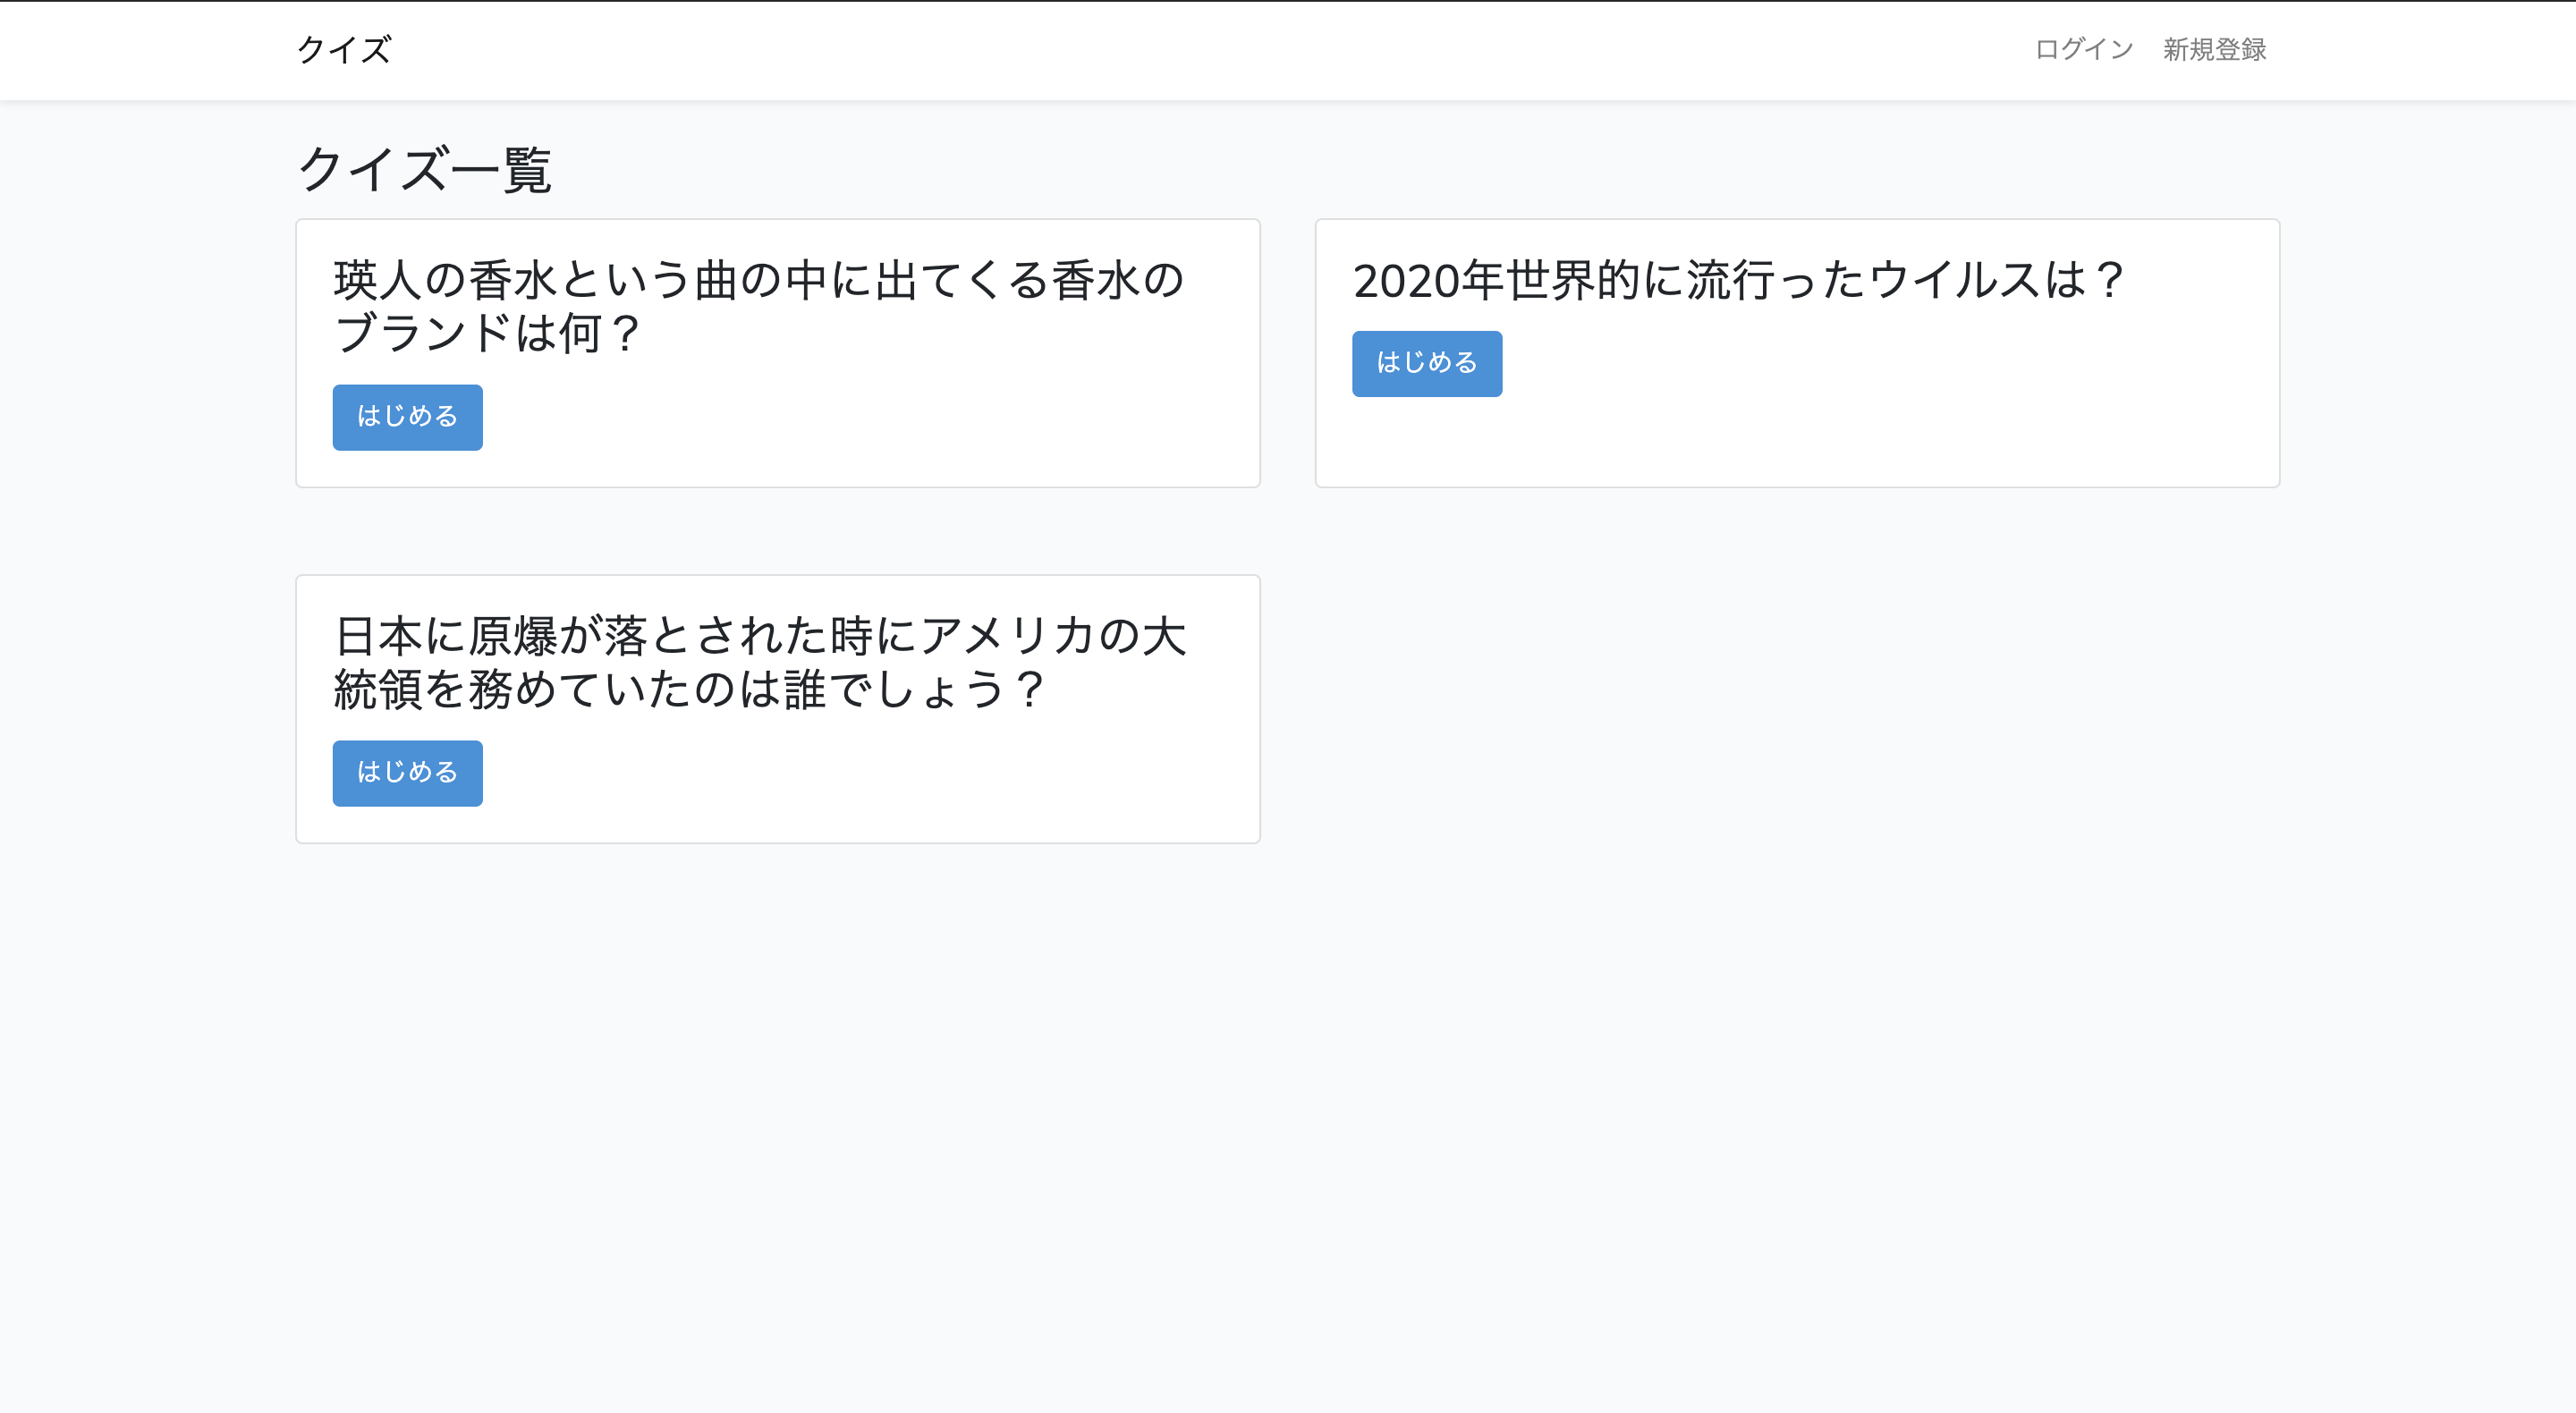 クイズ
ログイン 新規登録
クイズ一覧
瑛人の香水という曲の中に出てくる香水の
ブランドは何？
はじめる
2020年世界的に流行ったウイルスは？
はじめる
日本に原爆が落とされた時にアメリカの大
統領を務めていたのは誰でしょう？
はじめる